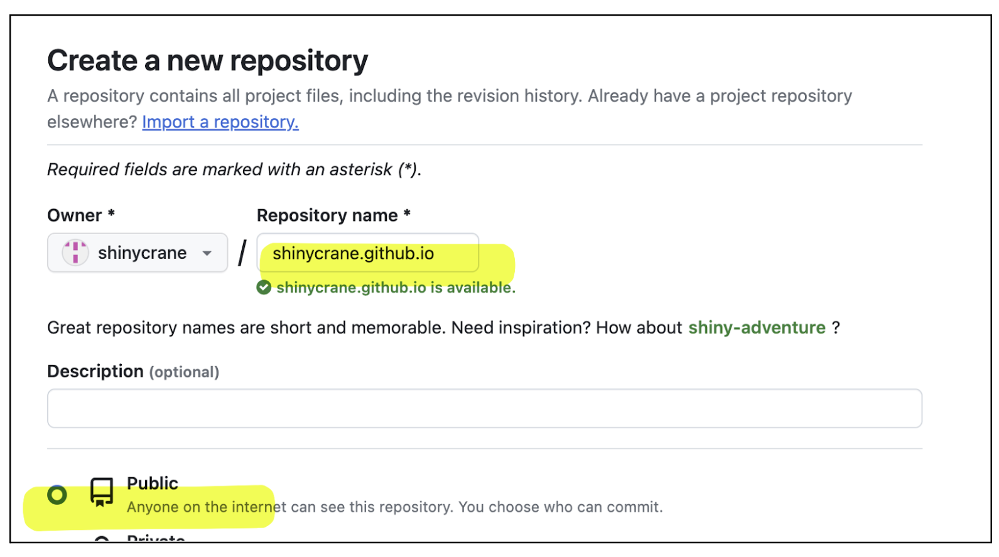 Create a new repository
A repository contains all project files, including the revision history. Already have a project repository
elsewhere? Import a repository.
Required fields are marked with an asterisk (*).
Owner * Repository name *
shinycrane / shinycrane.github.io
shinycrane.github.io is available.
Great repository names are short and memorable. Need inspiration? How about shiny-adventure ?
Description (optional)
Public
Anyone on the internet can see this repository. You choose who can commit.
Private